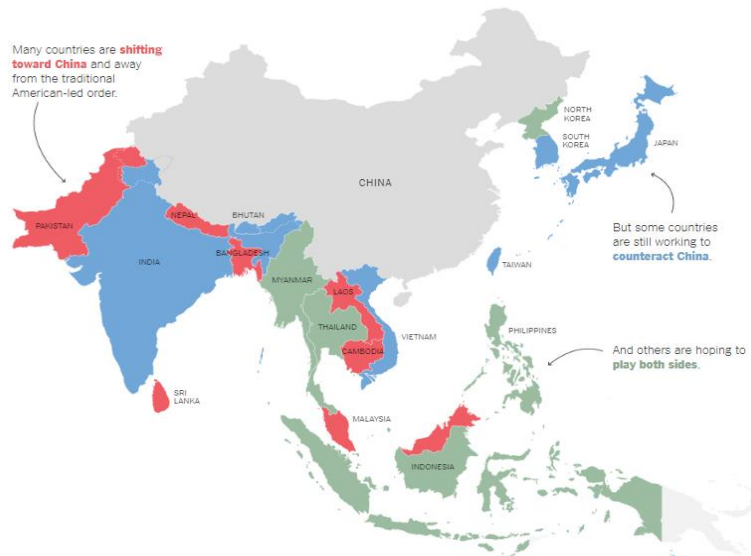 Many countries are shifting
toward China and away
from the traditional
American-led order.
NORTH
KOREA
SOUTH
KOREA
JAPAN
CHINA
PAKISTAN
NEPAL
BHUTAN
But some countries
are still working to
counteract China.
INDIA
BANGLADESH
TAIWAN
MYANMAR
LAOS
THAILAND
VIETNAM
PHILIPPINES
CAMBODIA
And others are hoping to
play both sides.
SRI
LANKA
MALAYSIA
INDONESIA